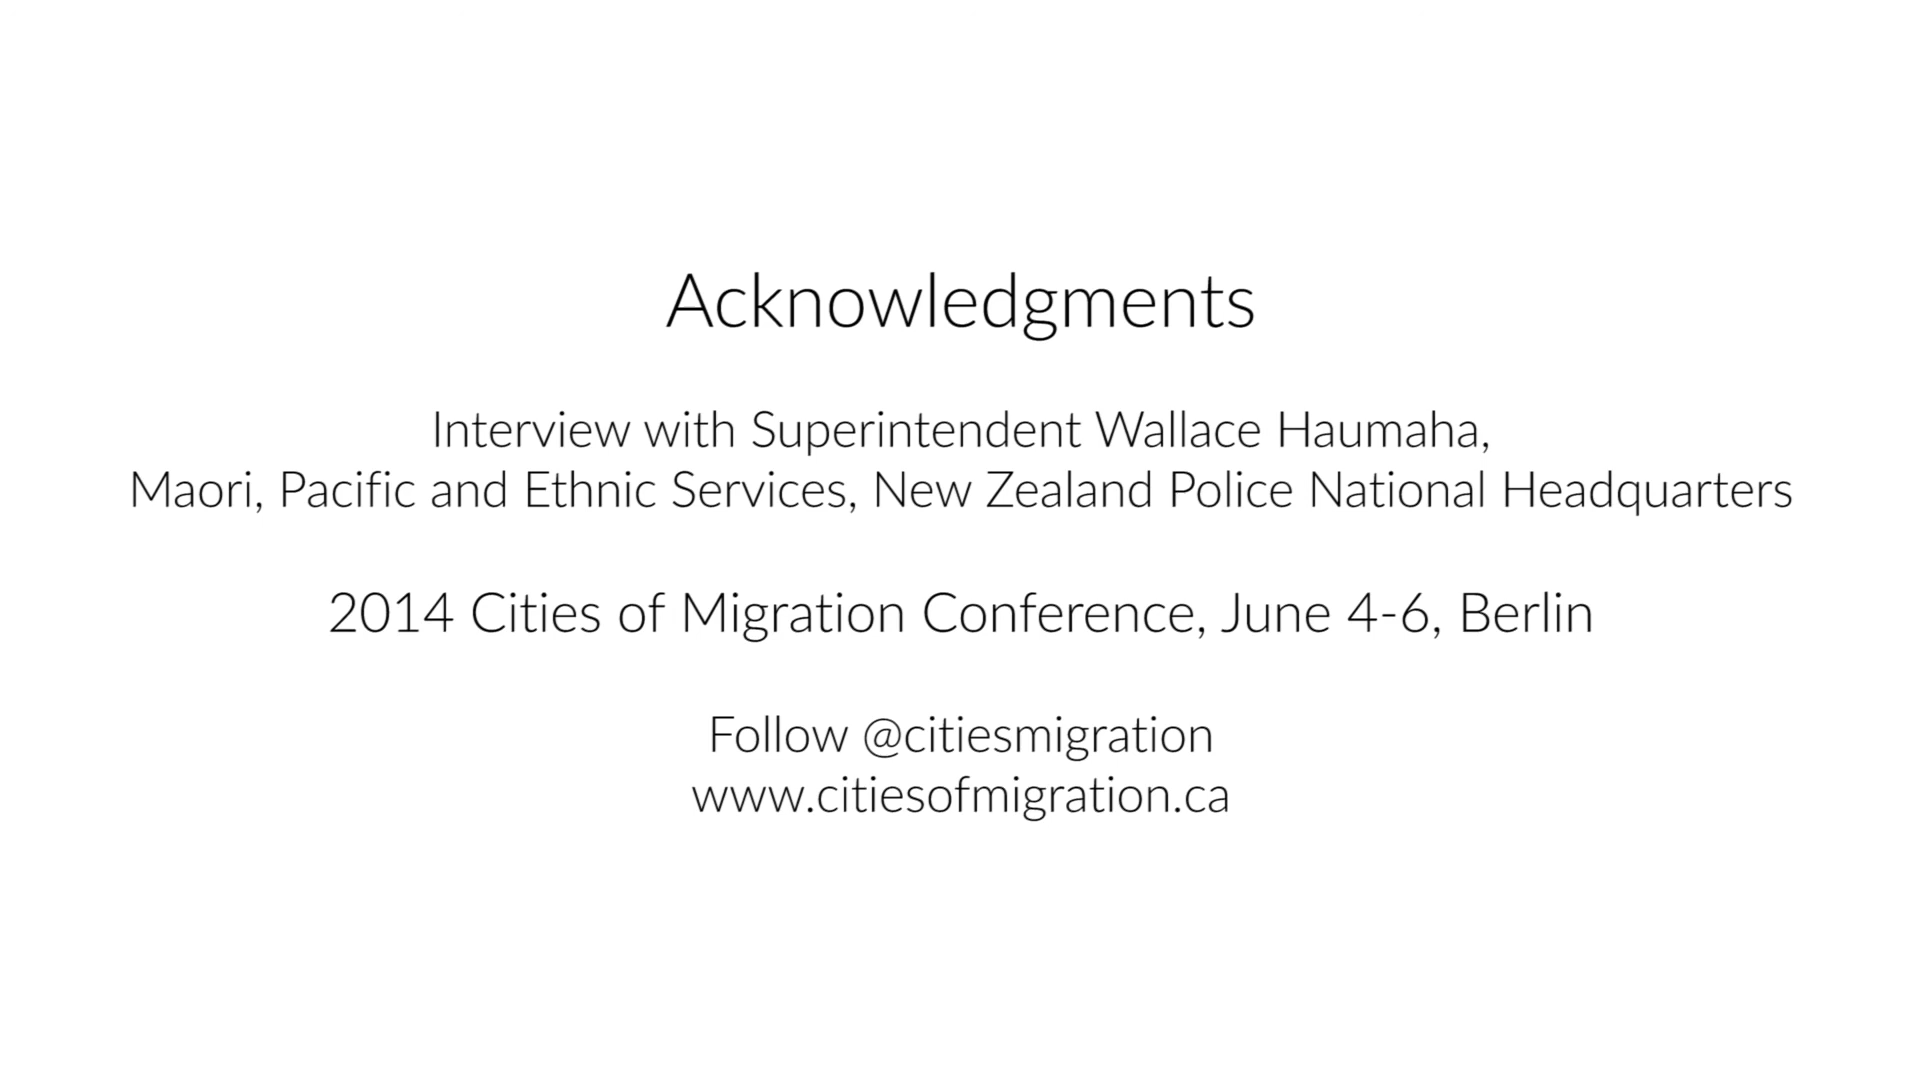 Acknowledgments
Interview with Superintendent Wallace Haumaha,
Maori, Pacific and Ethnic Services, New Zealand Police National Headquarters
2014 Cities of Migration Conference, June 4-6, Berlin
Follow @citiesmigration
www.citiesofmigration.ca